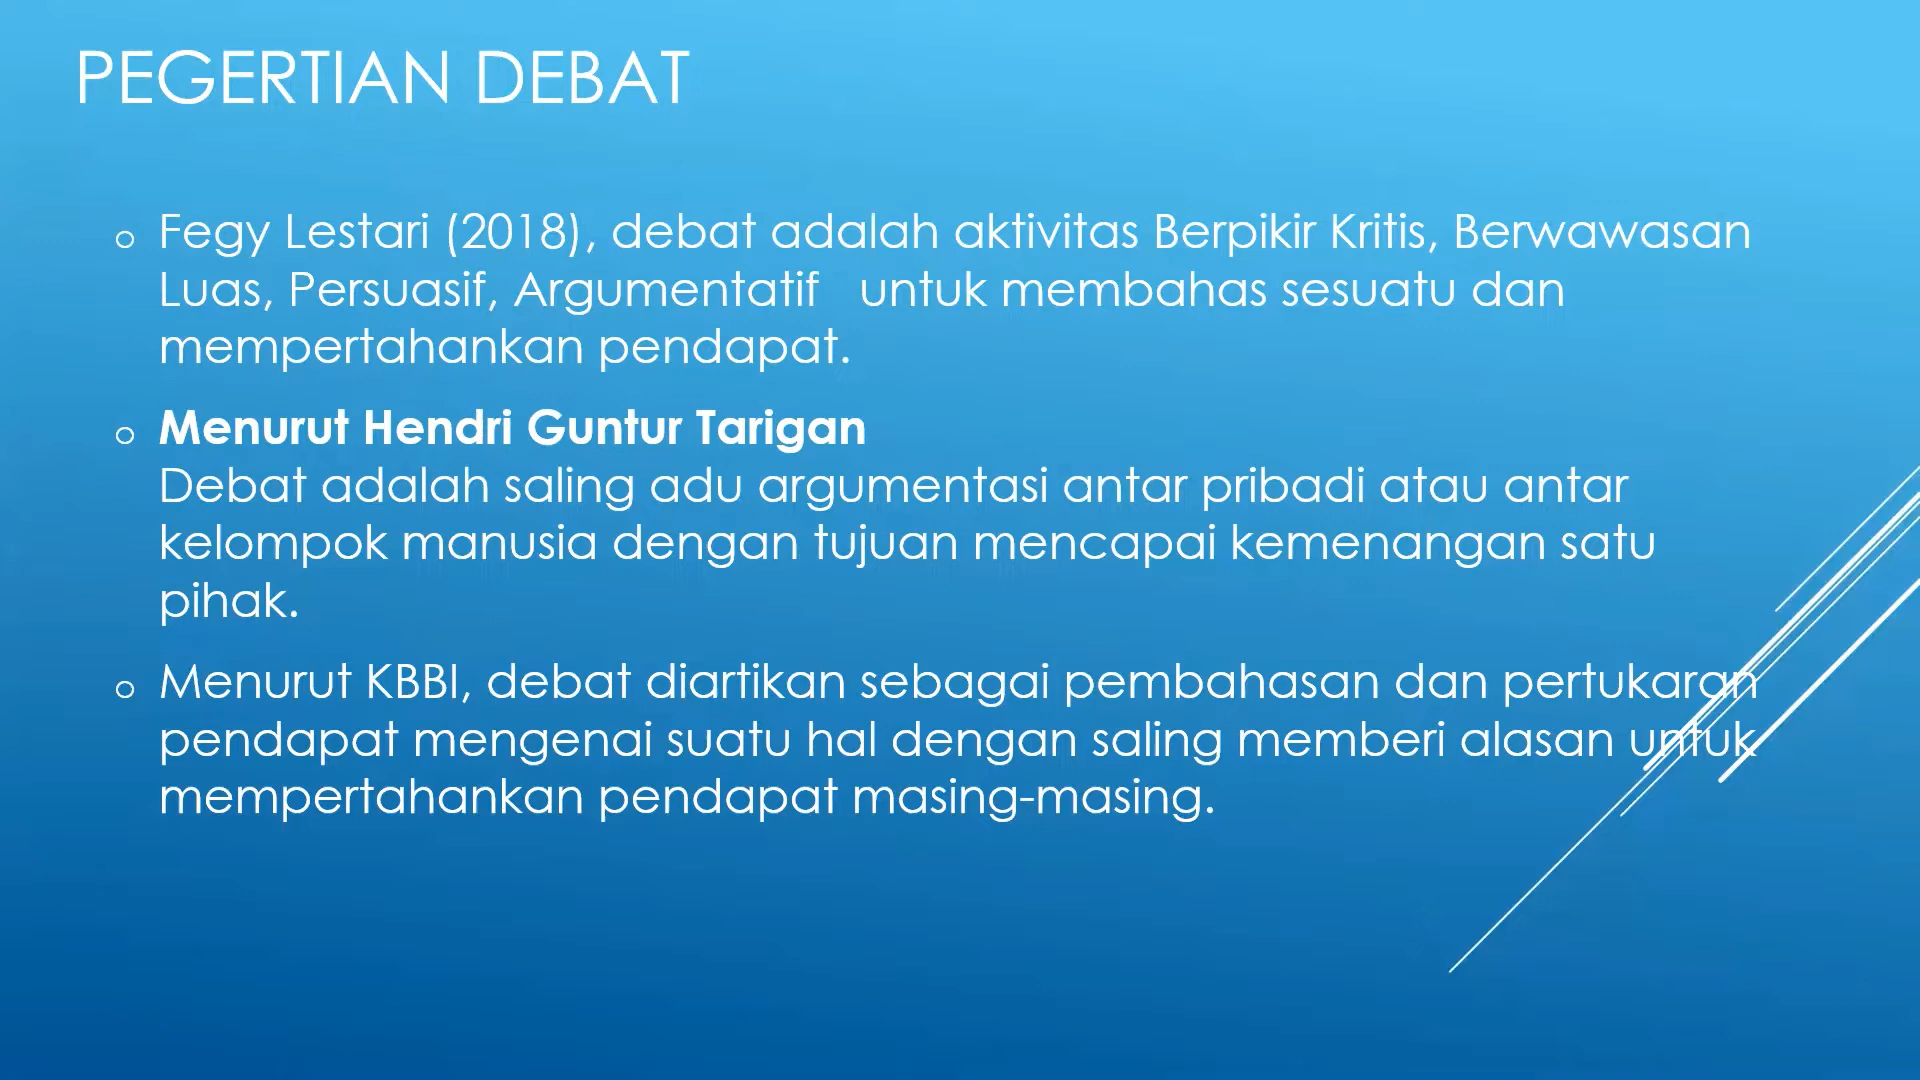 PEGERTIAN DEBAT
o Fegy Lestari (2018), debat adalah aktivitas Berpikir Kritis, Berwawasan
Luas, Persuasif, Argumentatif   untuk membahas sesuatu dan
mempertahankan pendapat.
o Menurut Hendri Guntur Tarigan
Debat adalah saling adu argumentasi antar pribadi atau antar
kelompok manusia dengan tujuan mencapai kemenangan satu
pihak.
o Menurut KBBI, debat diartikan sebagai pembahasan dan pertukaran
pendapat mengenai suatu hal dengan saling memberi alasan untuk
mempertahankan pendapat masing-masing.